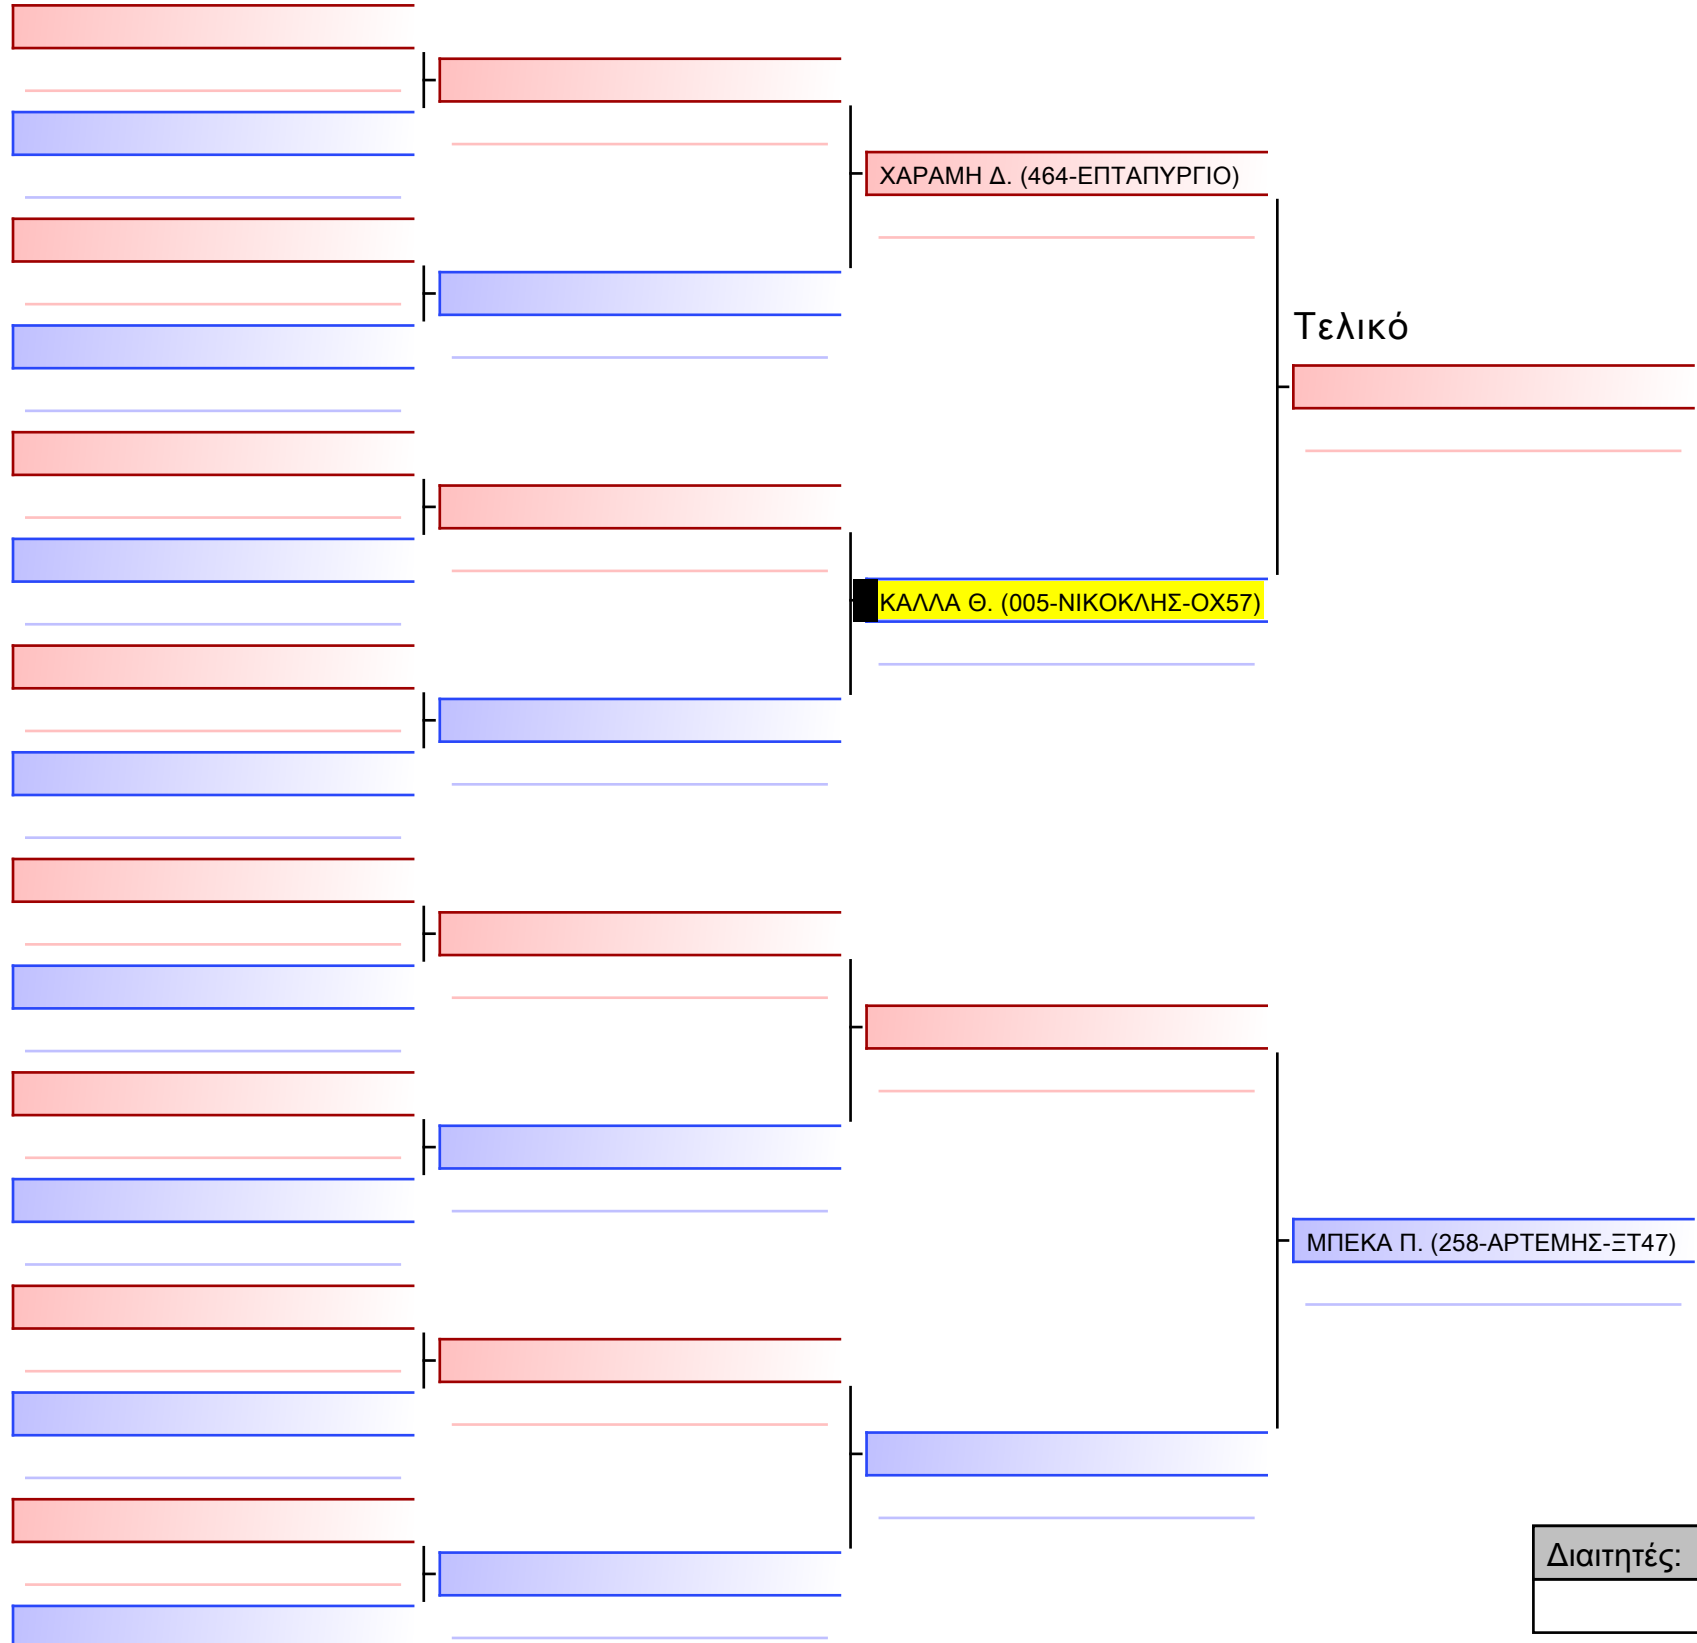 ΧΑΡΑΜΗ Δ. (464-ΕΠΤΑΠΥΡΓΙΟ)
Τελικό
ΚΑΛΛΑ Θ. (005-ΝΙΚΟΚΛΗΣ-ΟΧ57)
ΜΠΕΚΑ Π. (258-ΑΡΤΕΜΗΣ-ΞΤ47)
Διαιτητές: